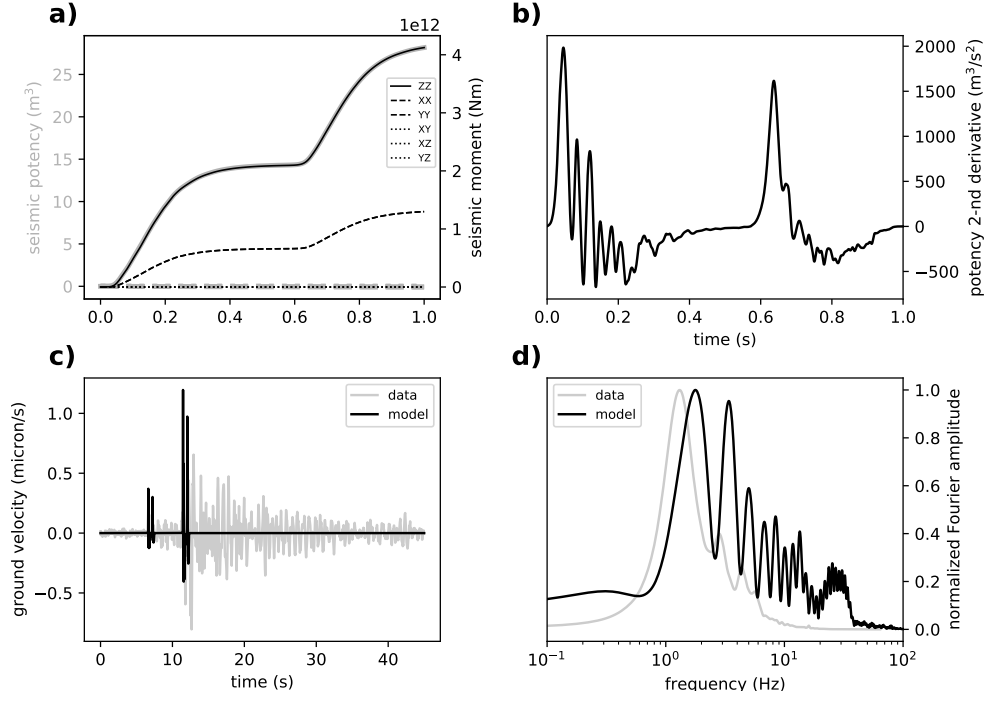 a)
1e12
seismic potency (m³)
25
20
15
10
5
0
4
3
2
1
0
seismic moment (Nm)
ZZ
XX
YY
XY
XZ
YZ
0.0 0.2 0.4 0.6 0.8 1.0
b)
2000
1500
1000
500
0
−500
potency 2-nd derivative (m³/s²)
0.0 0.2 0.4 0.6 0.8 1.0
time (s)
c)
ground velocity (micron/s)
1.0
0.5
0.0
−0.5
data
model
0 10 20 30 40
time (s)
d)
data
model
1.0
0.8
0.6
0.4
0.2
0.0
normalized Fourier amplitude
10⁻¹ 10⁰ 10¹ 10²
frequency (Hz)